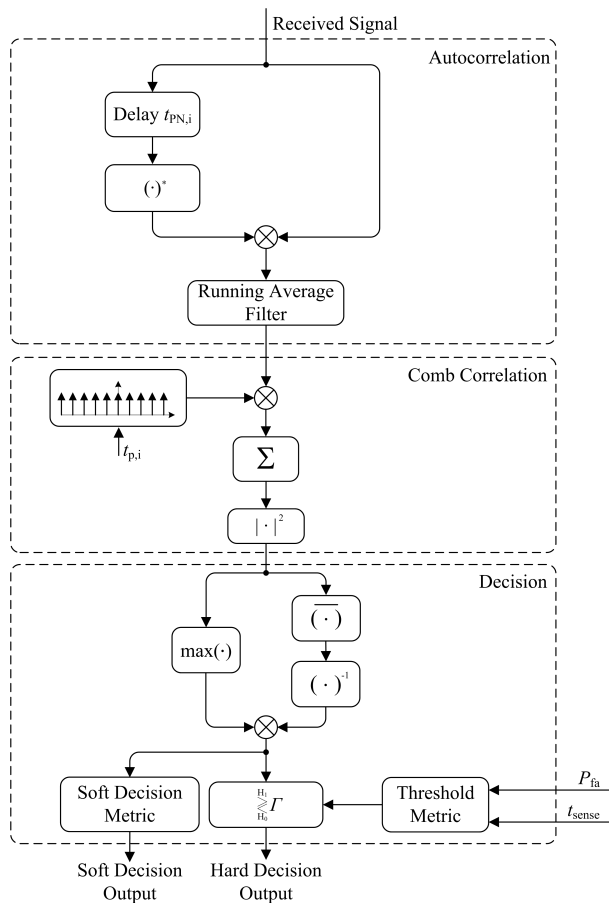 Received Signal
Autocorrelation
Delay t_PN,i
(·)*
Running Average
Filter
Comb Correlation
t_p,i
Σ
|·|²
Decision
max(·)
(·)̅
(·)⁻¹
Soft Decision
Metric
H₁
≷ Γ
H₀
Threshold
Metric
P_fa
t_sense
Soft Decision
Output
Hard Decision
Output